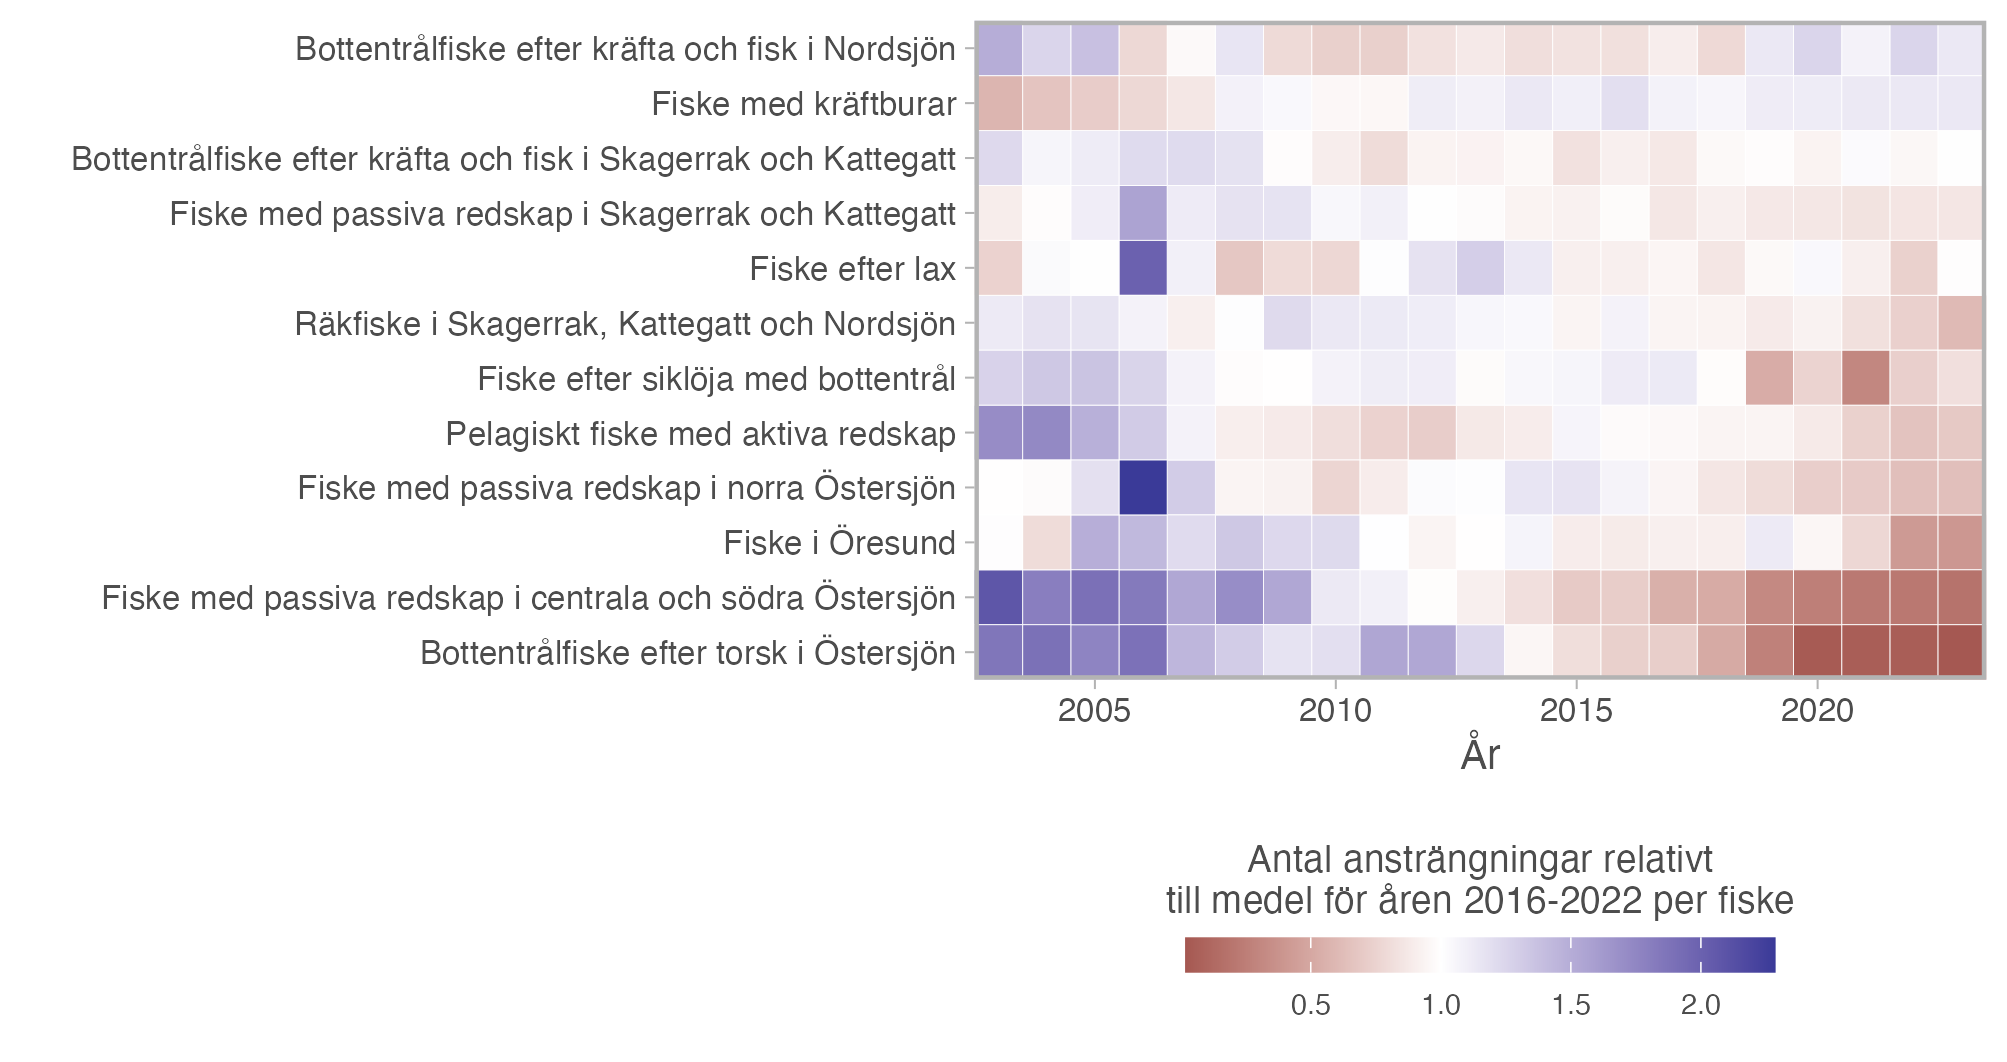 Bottentrålfiske efter kräfta och fisk i Nordsjön
Fiske med kräftburar
Bottentrålfiske efter kräfta och fisk i Skagerrak och Kattegatt
Fiske med passiva redskap i Skagerrak och Kattegatt
Fiske efter lax
Räkfiske i Skagerrak, Kattegatt och Nordsjön
Fiske efter siklöja med bottentrål
Pelagiskt fiske med aktiva redskap
Fiske med passiva redskap i norra Östersjön
Fiske i Öresund
Fiske med passiva redskap i centrala och södra Östersjön
Bottentrålfiske efter torsk i Östersjön
2005 2010 2015 2020
År
Antal ansträngningar relativt
till medel för åren 2016-2022 per fiske
0.5 1.0 1.5 2.0